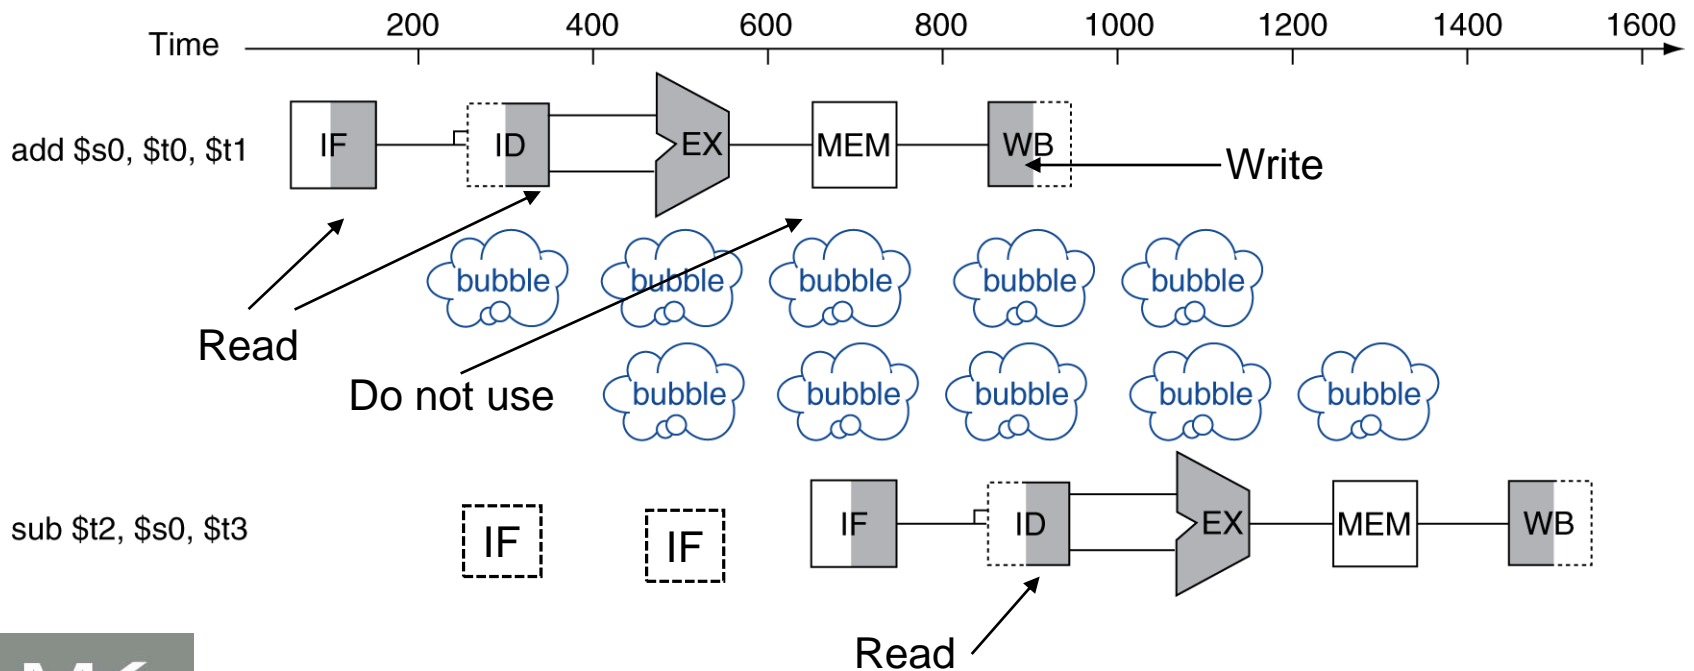 200 400 600 800 1000 1200 1400 1600
Time
add $s0, $t0, $t1 IF ID EX MEM WB
Write
bubble bubble bubble bubble bubble
Read
Do not use
bubble bubble bubble bubble bubble
sub $t2, $s0, $t3 IF IF IF ID EX MEM WB
Read